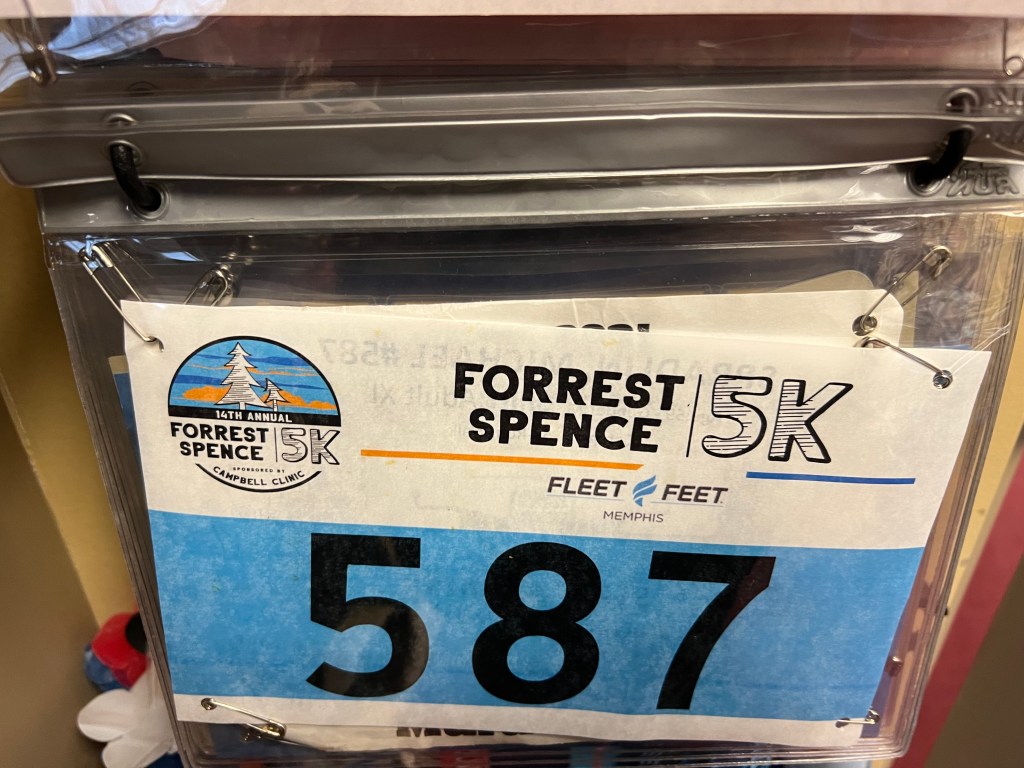 14TH ANNUAL
FORREST
SPENCE 5K
SPONSORED BY
CAMPBELL CLINIC
FORREST
SPENCE 5K
FLEET FEET
MEMPHIS
587